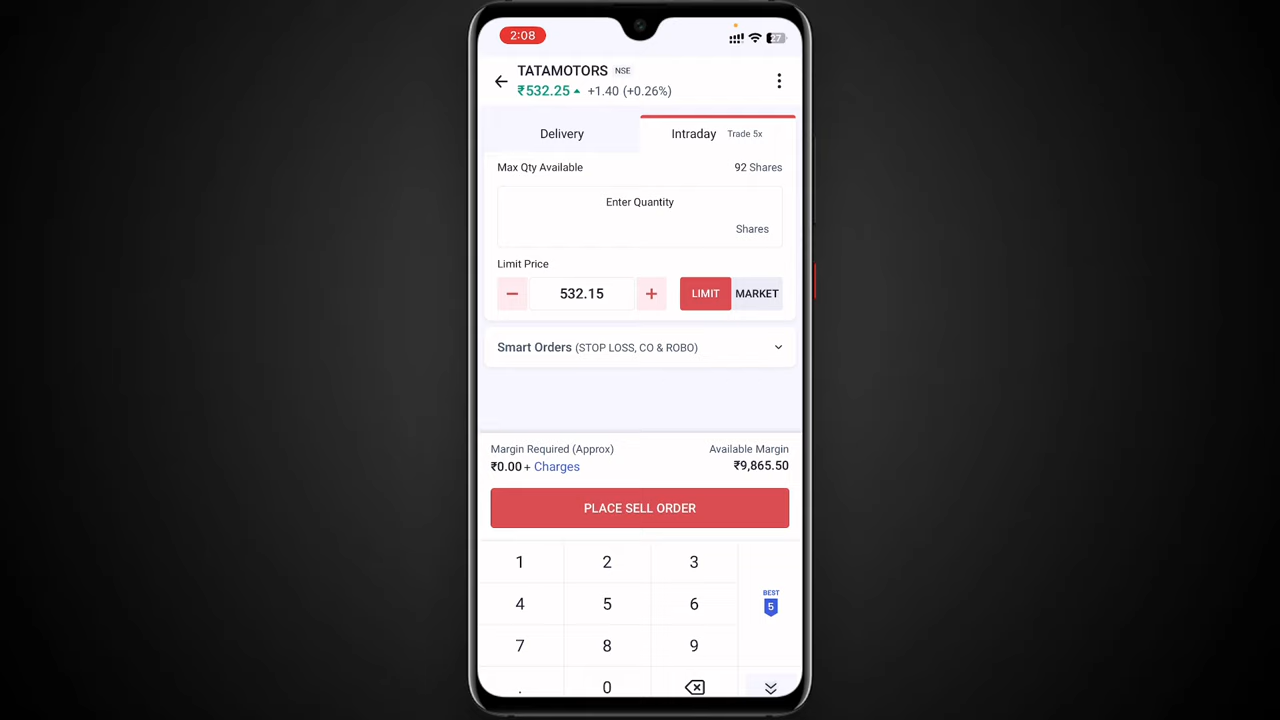 2:08
27
TATAMOTORS NSE
₹532.25 +1.40 (+0.26%)
Delivery
Intraday Trade 5x
Max Qty Available 92 Shares
Enter Quantity
Shares
Limit Price
− 532.15 + LIMIT MARKET
Smart Orders (STOP LOSS, CO & ROBO)
Margin Required (Approx) Available Margin
₹0.00 + Charges ₹9,865.50
PLACE SELL ORDER
1 2 3
BEST
5
4 5 6
7 8 9
. 0